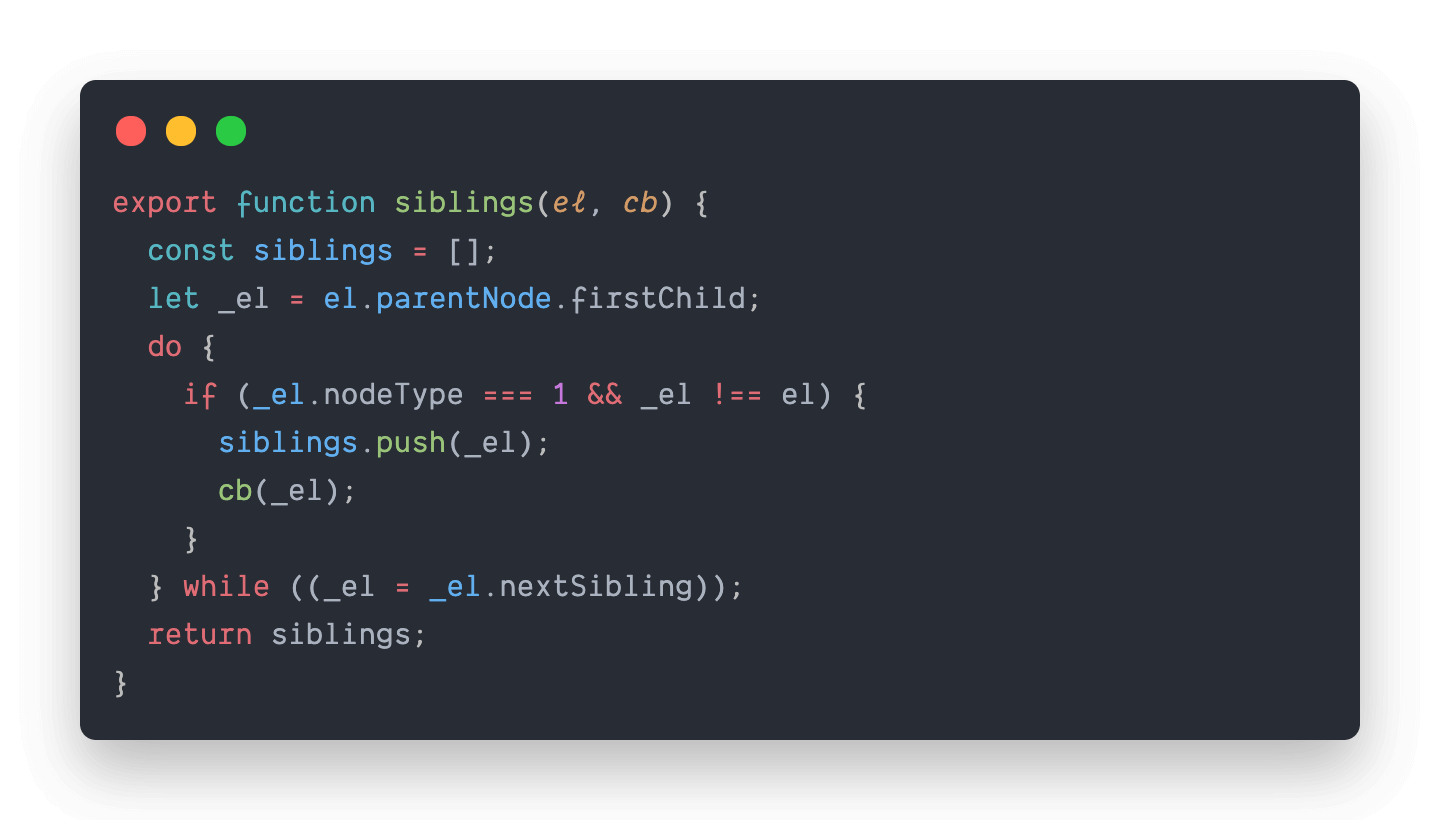 export function siblings(el, cb) {
  const siblings = [];
  let _el = el.parentNode.firstChild;
  do {
    if (_el.nodeType === 1 && _el !== el) {
      siblings.push(_el);
      cb(_el);
    }
  } while ((_el = _el.nextSibling));
  return siblings;
}